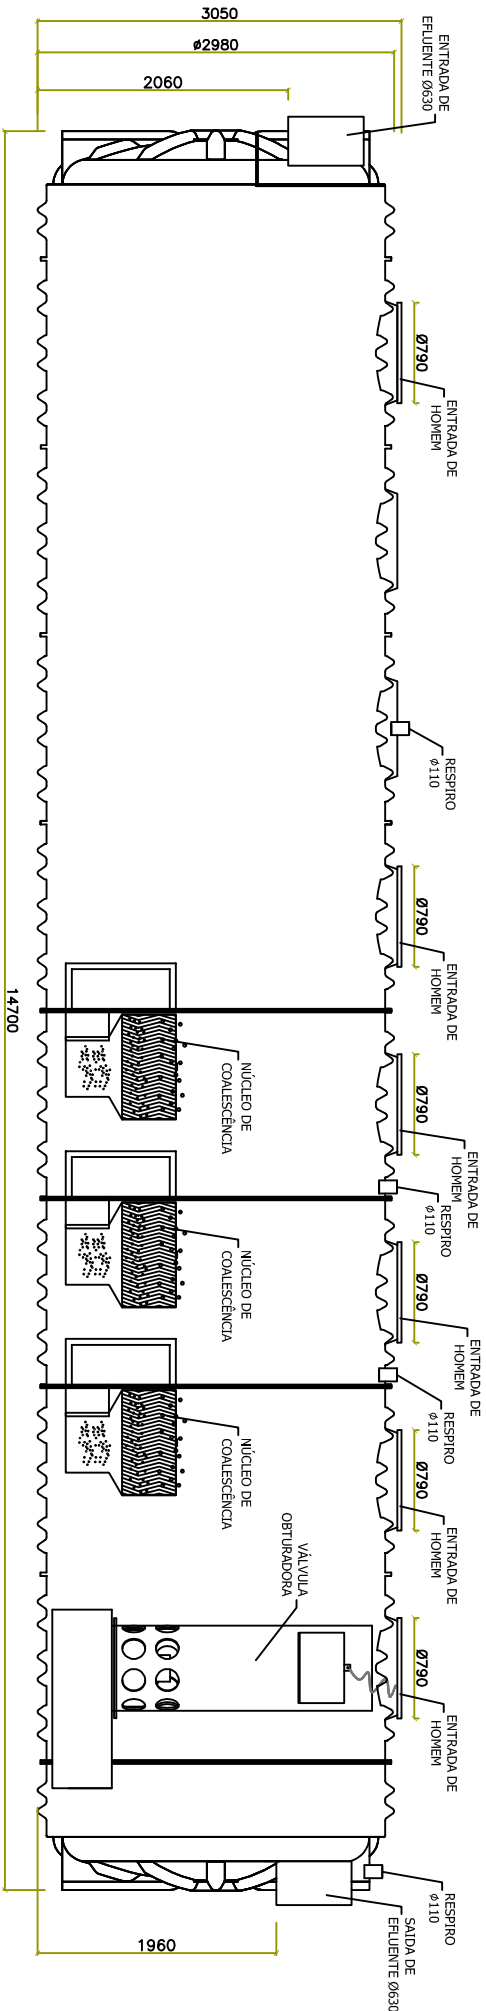 3050
ø2980
2060
ENTRADA DE
EFLUENTE Ø630
Ø790
ENTRADA DE
HOMEM
RESPIRO
ø110
Ø790
ENTRADA DE
HOMEM
14700
NÚCLEO DE
COALESCÊNCIA
Ø790
ENTRADA DE
HOMEM
RESPIRO
ø110
NÚCLEO DE
COALESCÊNCIA
Ø790
ENTRADA DE
HOMEM
RESPIRO
ø110
NÚCLEO DE
COALESCÊNCIA
Ø790
ENTRADA DE
HOMEM
VÁLVULA
OBTURADORA
Ø790
ENTRADA DE
HOMEM
RESPIRO
ø110
SAIDA DE
EFLUENTE Ø630
1960